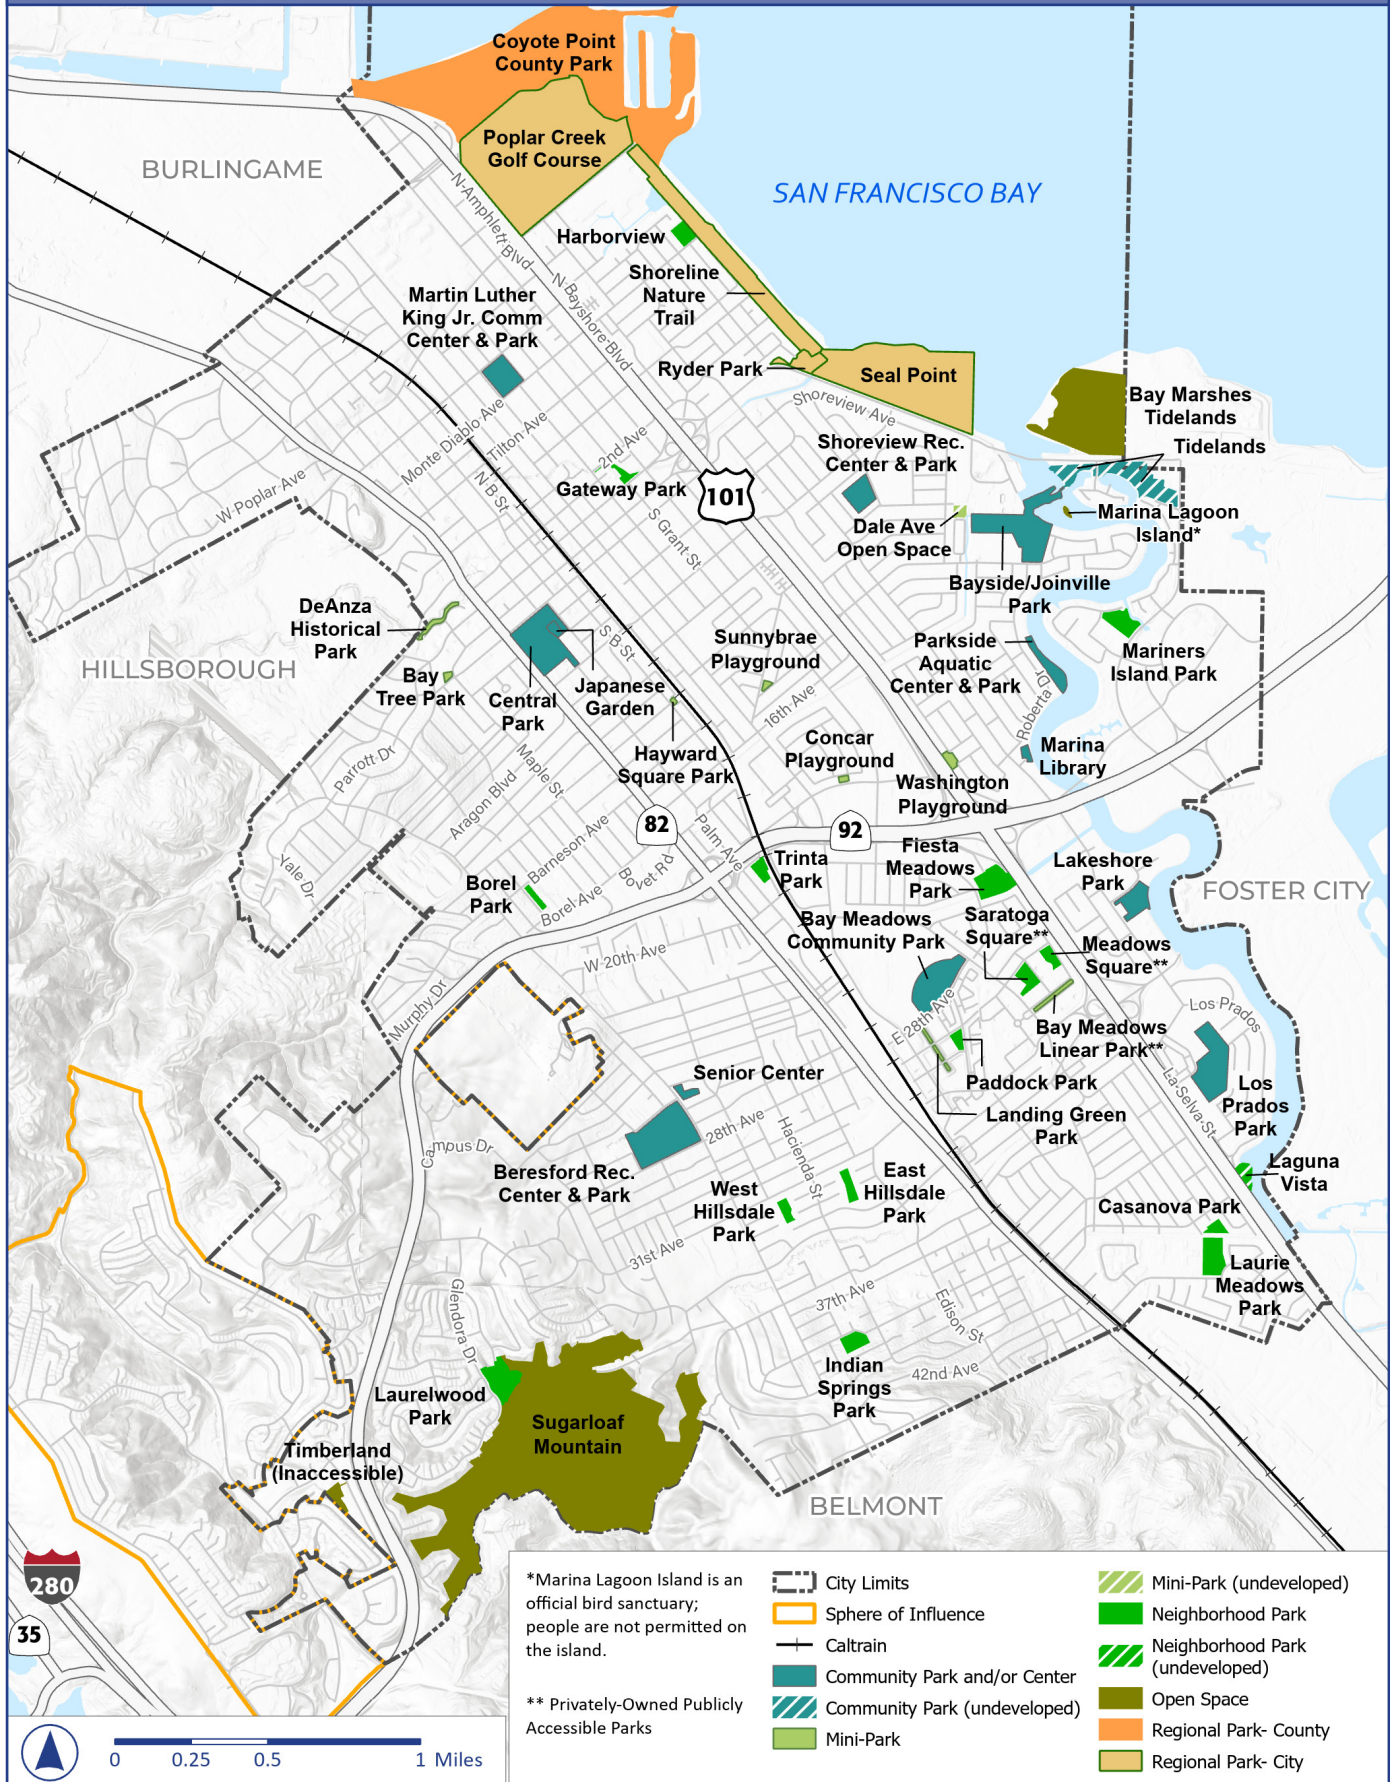 Coyote Point
County Park
Poplar Creek
Golf Course
BURLINGAME
SAN FRANCISCO BAY
N Amphlett Blvd
Harborview
N Bayshore Blvd
Shoreline
Nature
Trail
Martin Luther
King Jr. Comm
Center & Park
Ryder Park
Seal Point
Shoreview Ave
Bay Marshes
Tidelands
Tidelands
Monte Diablo Ave
Tilton Ave
2nd Ave
Shoreview Rec.
Center & Park
W Poplar Ave
N B St
Gateway Park
101
S Grant St
Dale Ave
Open Space
Marina Lagoon
Island*
Bayside/Joinville
Park
DeAnza
Historical
Park
S B St
Sunnybrae
Playground
Parkside
Aquatic
Center & Park
Mariners
Island Park
HILLSBOROUGH
Bay
Tree Park
Central
Park
Japanese
Garden
16th Ave
Roberta Dr
Hayward
Square Park
Concar
Playground
Marina
Library
Washington
Playground
Parrott Dr
Maple St
Aragon Blvd
82
Palm Ave
92
Barneson Ave
Bovet Rd
Yale Dr
Borel
Park
Borel Ave
Trinta
Park
Fiesta
Meadows
Park
Lakeshore
Park
FOSTER CITY
Bay Meadows
Community Park
Saratoga
Square**
Meadows
Square**
W 20th Ave
Murphy Dr
E 28th Ave
Bay Meadows
Linear Park**
Los Prados
Senior Center
Paddock Park
Landing Green
Park
La Selva St
Los
Prados
Park
28th Ave
Hacienda St
Campus Dr
Beresford Rec.
Center & Park
West
Hillsdale
Park
East
Hillsdale
Park
Laguna
Vista
Casanova Park
31st Ave
Laurie
Meadows
Park
Glendora Dr
37th Ave
Edison St
42nd Ave
Indian
Springs
Park
Laurelwood
Park
Sugarloaf
Mountain
Timberland
(Inaccessible)
BELMONT
280
35
*Marina Lagoon Island is an
official bird sanctuary;
people are not permitted on
the island.
** Privately-Owned Publicly
Accessible Parks
City Limits
Sphere of Influence
Caltrain
Community Park and/or Center
Community Park (undeveloped)
Mini-Park
Mini-Park (undeveloped)
Neighborhood Park
Neighborhood Park
(undeveloped)
Open Space
Regional Park- County
Regional Park- City
0 0.25 0.5 1 Miles